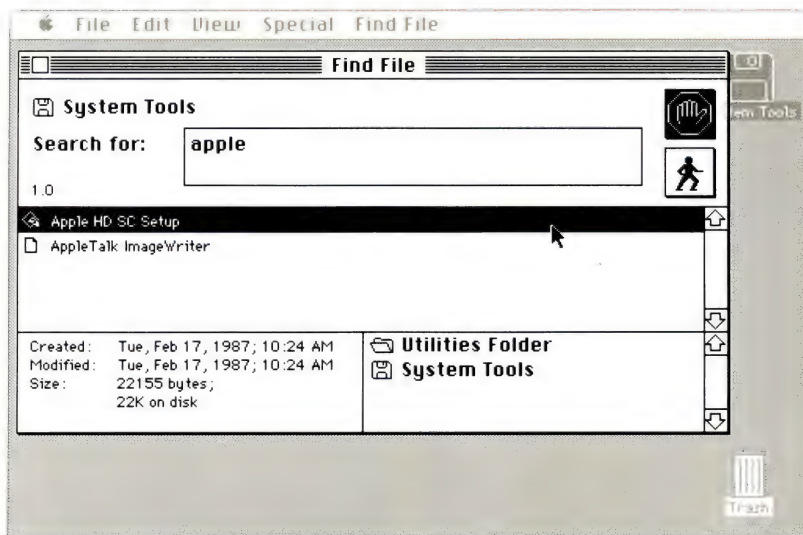 File Edit View Special Find File
Find File
System Tools
Search for: apple
1.0
Apple HD SC Setup
AppleTalk ImageWriter
Created: Tue, Feb 17, 1987; 10:24 AM
Modified: Tue, Feb 17, 1987; 10:24 AM
Size: 22155 bytes;
22K on disk
Utilities Folder
System Tools
Tools
Trash